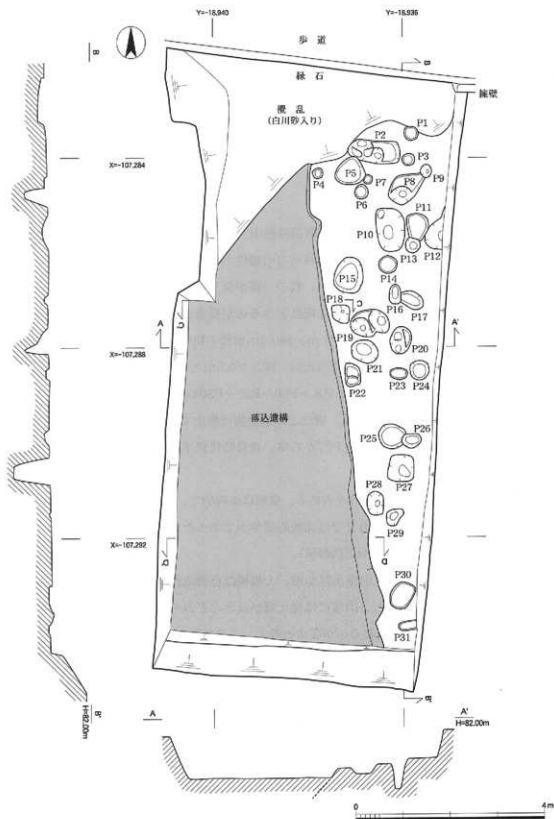 Y=-18,940
Y=-18,936
歩道
縁石
擁壁
攪乱
(白川砂入り)
B
B
P1
P2
P3
X=-107,284
P4
P5
P7
P8
P9
P6
P11
P10
P12
P13
P14
P15
P16
P17
P18
C
A
C
A'
P19
P20
X=-107,288
P21
P22
P23
P24
落込遺構
P25
P26
P27
P28
P29
X=-107,292
P30
P31
B'
H=82.00m
B'
A
A'
H=82.00m
0
4m